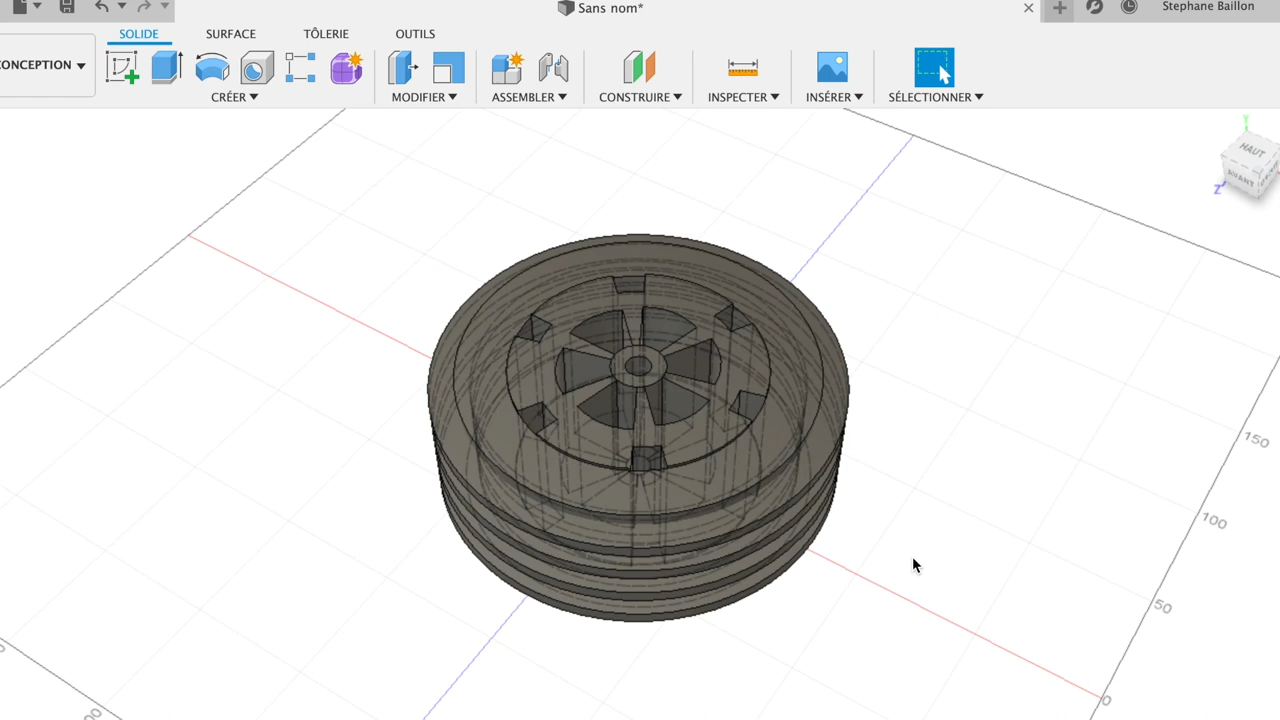 Sans nom*
Stephane Baillon
SOLIDE SURFACE TÔLERIE OUTILS
CONCEPTION
CRÉER MODIFIER ASSEMBLER CONSTRUIRE INSPECTER INSÉRER SÉLECTIONNER
Y
HAUT
AVANT
Z
150
100
50
0